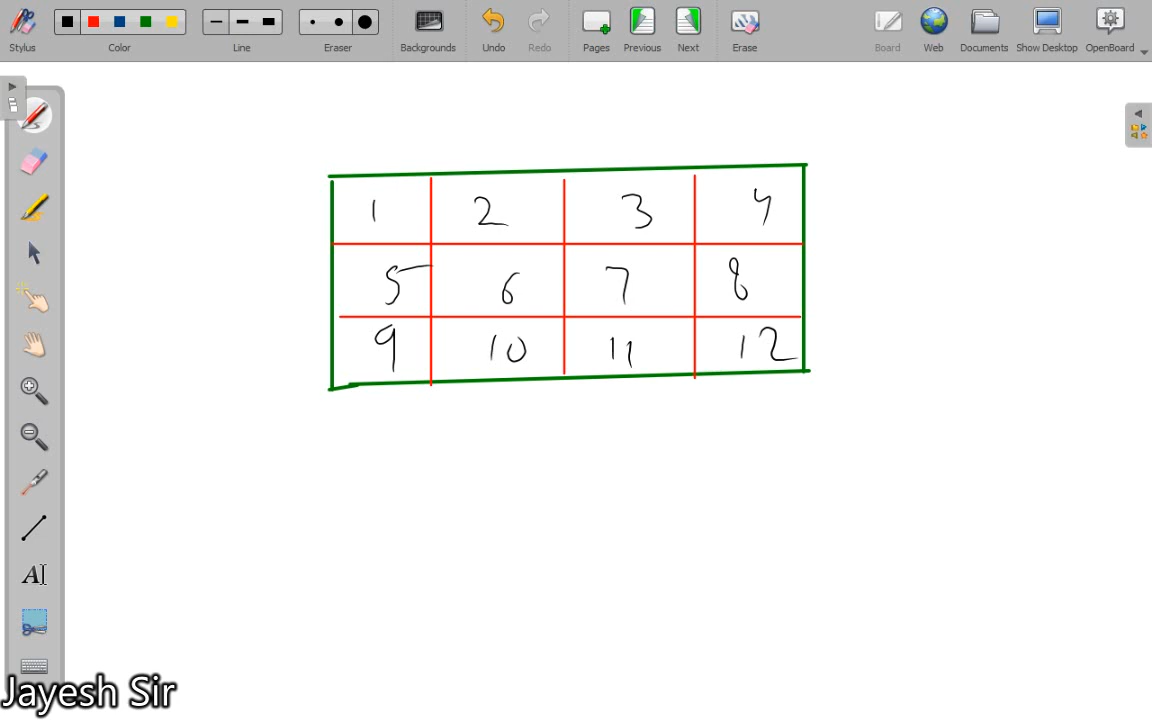 Stylus Color Line Eraser Backgrounds Undo Redo Pages Previous Next Erase Board Web Documents Show Desktop OpenBoard
1 2 3 4
5 6 7 8
9 10 11 12
A
Jayesh Sir